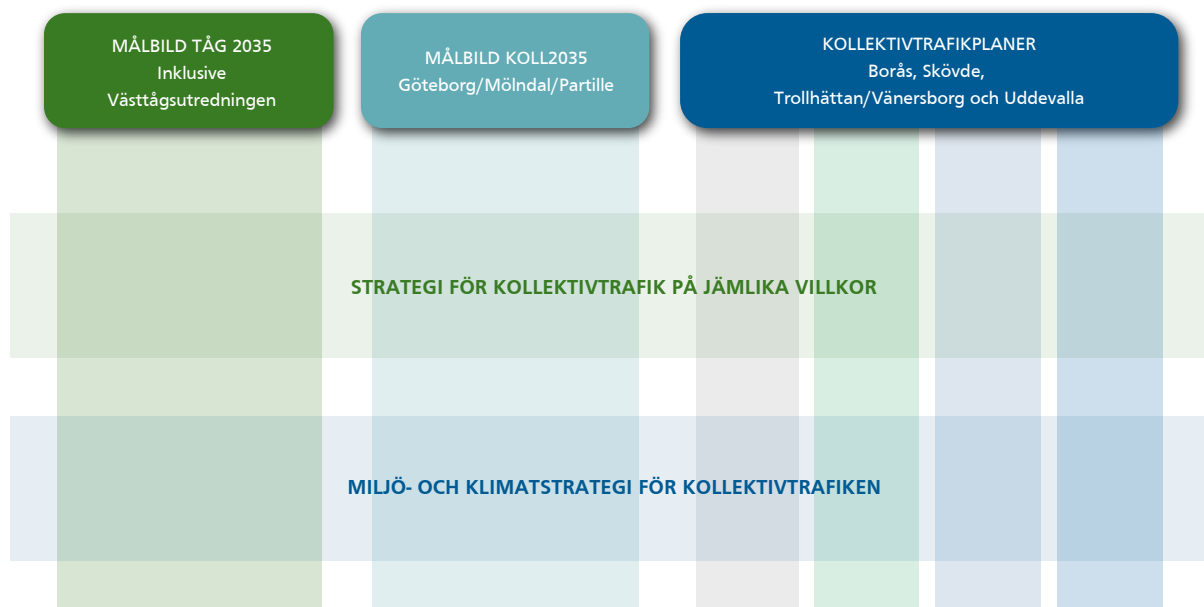 MÅLBILD TÅG 2035
Inklusive
Västtågsutredningen
MÅLBILD KOLL2035
Göteborg/Mölndal/Partille
KOLLEKTIVTRAFIKPLANER
Borås, Skövde,
Trollhättan/Vänersborg och Uddevalla
STRATEGI FÖR KOLLEKTIVTRAFIK PÅ JÄMLIKA VILLKOR
MILJÖ- OCH KLIMATSTRATEGI FÖR KOLLEKTIVTRAFIKEN